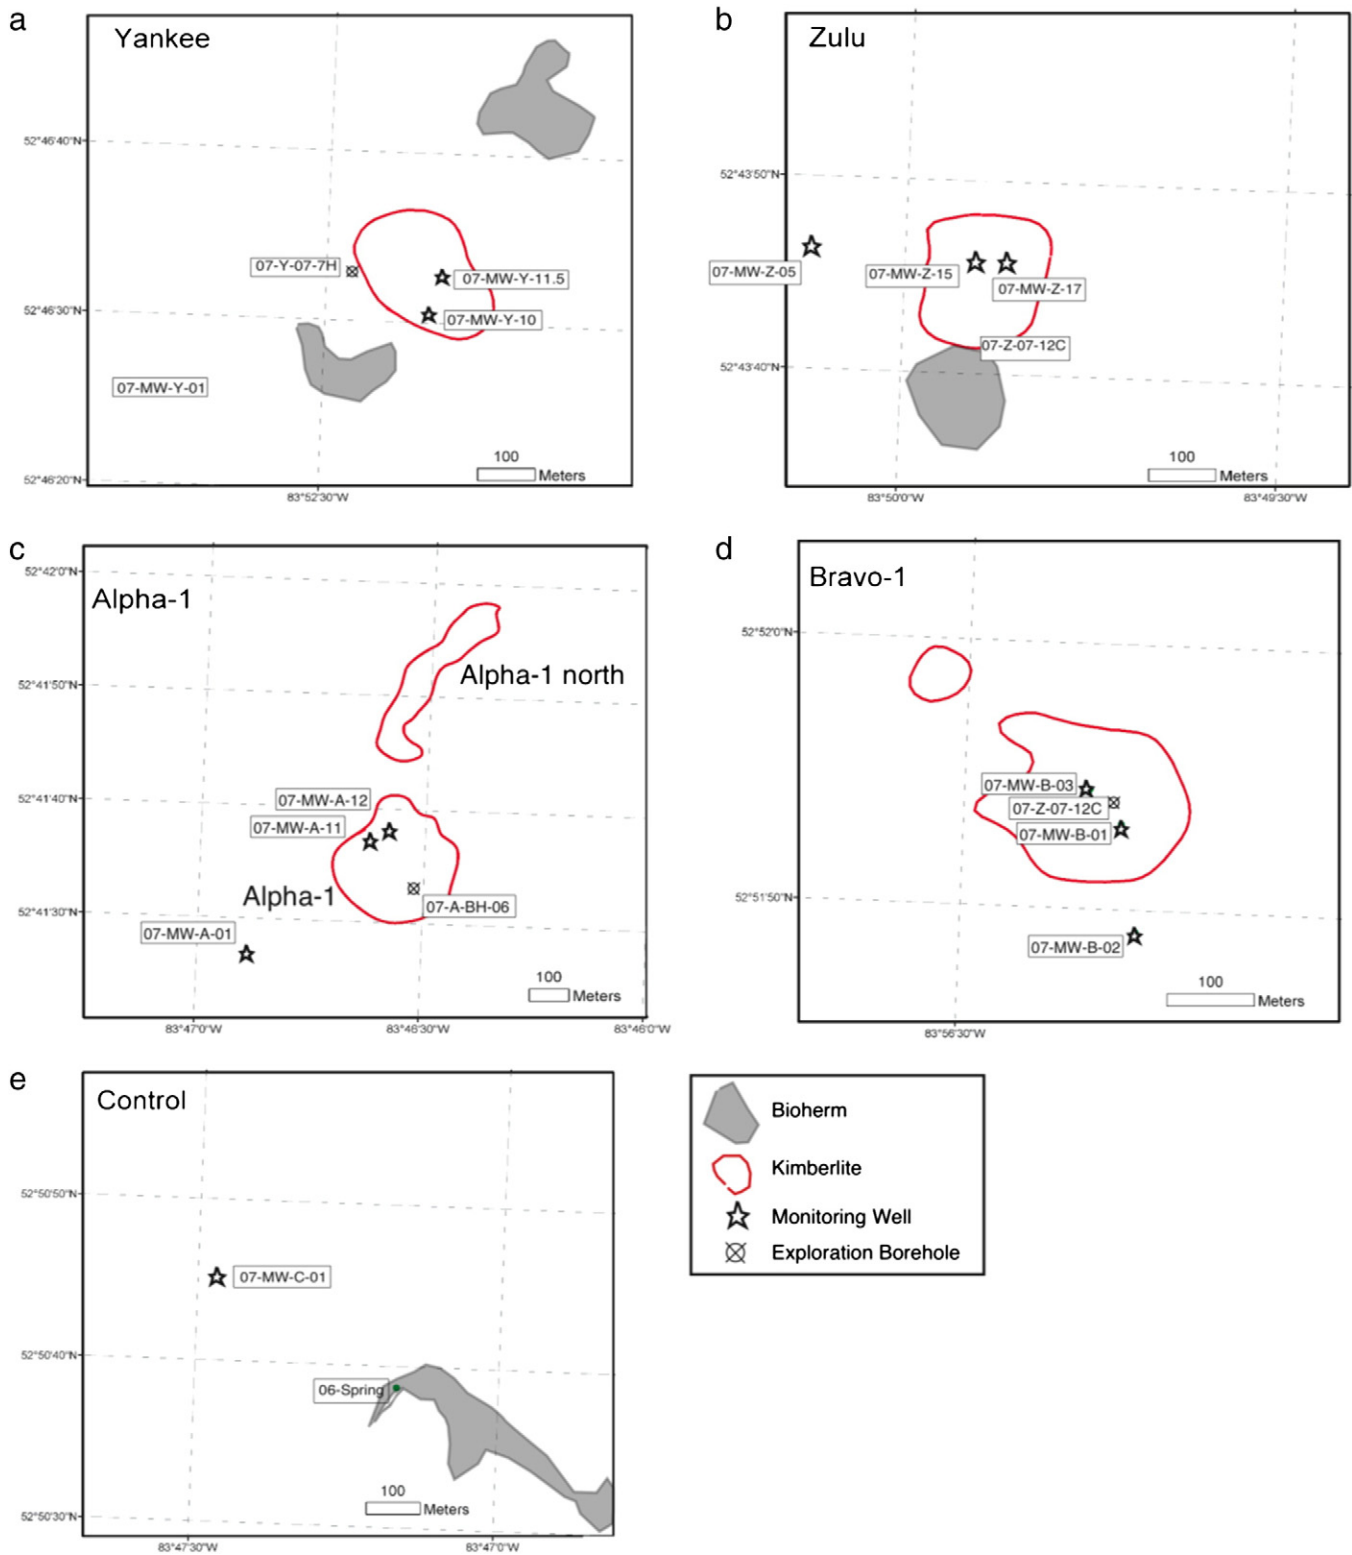 a
Yankee
52°46'40"N
07-Y-07-7H
07-MW-Y-11.5
52°46'30"N
07-MW-Y-10
07-MW-Y-01
100
Meters
52°46'20"N
83°52'30"W
b
Zulu
52°43'50"N
07-MW-Z-05
07-MW-Z-15
07-MW-Z-17
07-Z-07-12C
52°43'40"N
100
Meters
83°50'0"W
83°49'30"W
c
52°42'0"N
Alpha-1
Alpha-1 north
52°41'50"N
52°41'40"N
07-MW-A-12
07-MW-A-11
Alpha-1
07-A-BH-06
52°41'30"N
07-MW-A-01
100
Meters
83°47'0"W
83°46'30"W
83°46'0"W
d
Bravo-1
52°52'0"N
07-MW-B-03
07-Z-07-12C
07-MW-B-01
52°51'50"N
07-MW-B-02
100
Meters
83°56'30"W
e
Control
52°50'50"N
07-MW-C-01
52°50'40"N
06-Spring
100
Meters
52°50'30"N
83°47'30"W
83°47'0"W
Bioherm
Kimberlite
Monitoring Well
Exploration Borehole